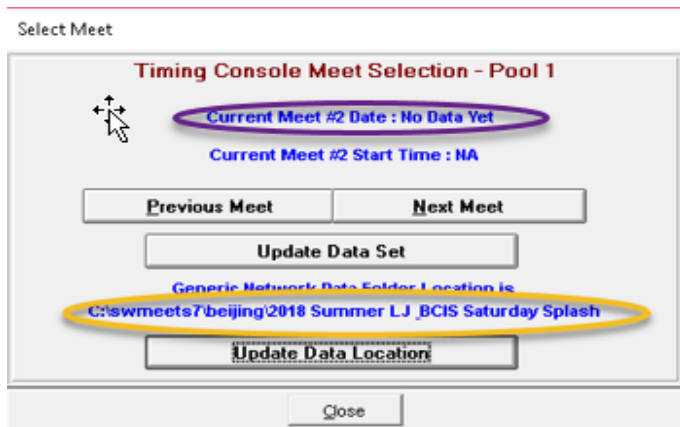 Select Meet
Timing Console Meet Selection - Pool 1
Current Meet #2 Date : No Data Yet
Current Meet #2 Start Time : NA
Previous Meet Next Meet
Update Data Set
Generic Network Data Folder Location is
C:\swmeets7\beijing\2018 Summer LJ_BCIS Saturday Splash
Update Data Location
Close